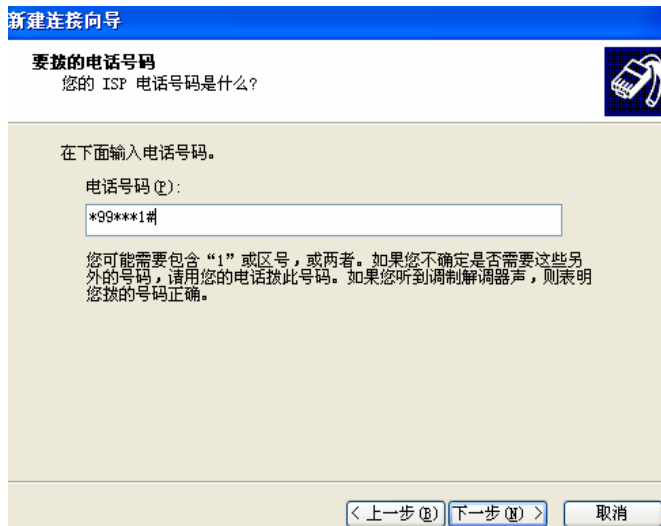 新建连接向导
要拨的电话号码
您的 ISP 电话号码是什么?
在下面输入电话号码。
电话号码(P):
*99***1#
您可能需要包含“1”或区号，或两者。如果您不确定是否需要这些另
外的号码，请用您的电话拨此号码。如果您听到调制解调器声，则表明
您拨的号码正确。
< 上一步(B) 下一步(N) > 取消